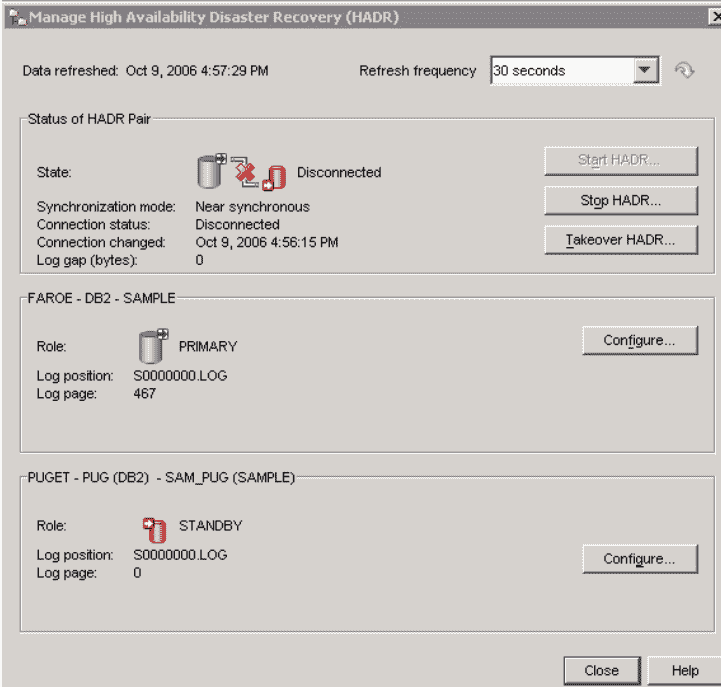 Manage High Availability Disaster Recovery (HADR)
Data refreshed: Oct 9, 2006 4:57:29 PM
Refresh frequency 30 seconds
Status of HADR Pair
State: Disconnected
Start HADR...
Synchronization mode: Near synchronous
Stop HADR...
Connection status: Disconnected
Connection changed: Oct 9, 2006 4:56:15 PM
Takeover HADR...
Log gap (bytes): 0
FAROE - DB2 - SAMPLE
Role: PRIMARY
Configure...
Log position: S0000000.LOG
Log page: 467
PUGET - PUG (DB2) - SAM_PUG (SAMPLE)
Role: STANDBY
Log position: S0000000.LOG
Configure...
Log page: 0
Close
Help